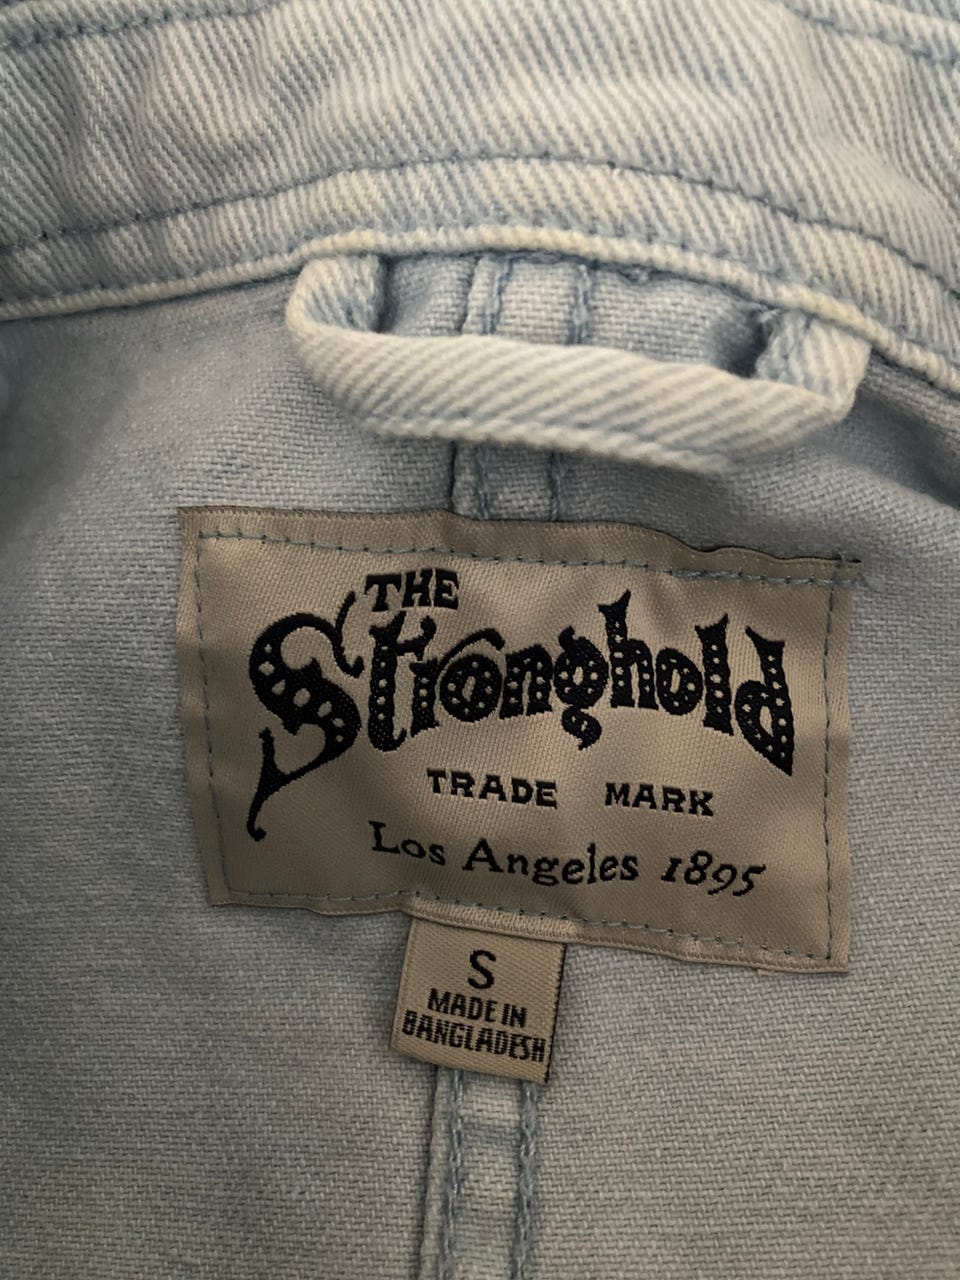 THE
Stronghold
TRADE MARK
Los Angeles 1895
S
MADE IN
BANGLADESH